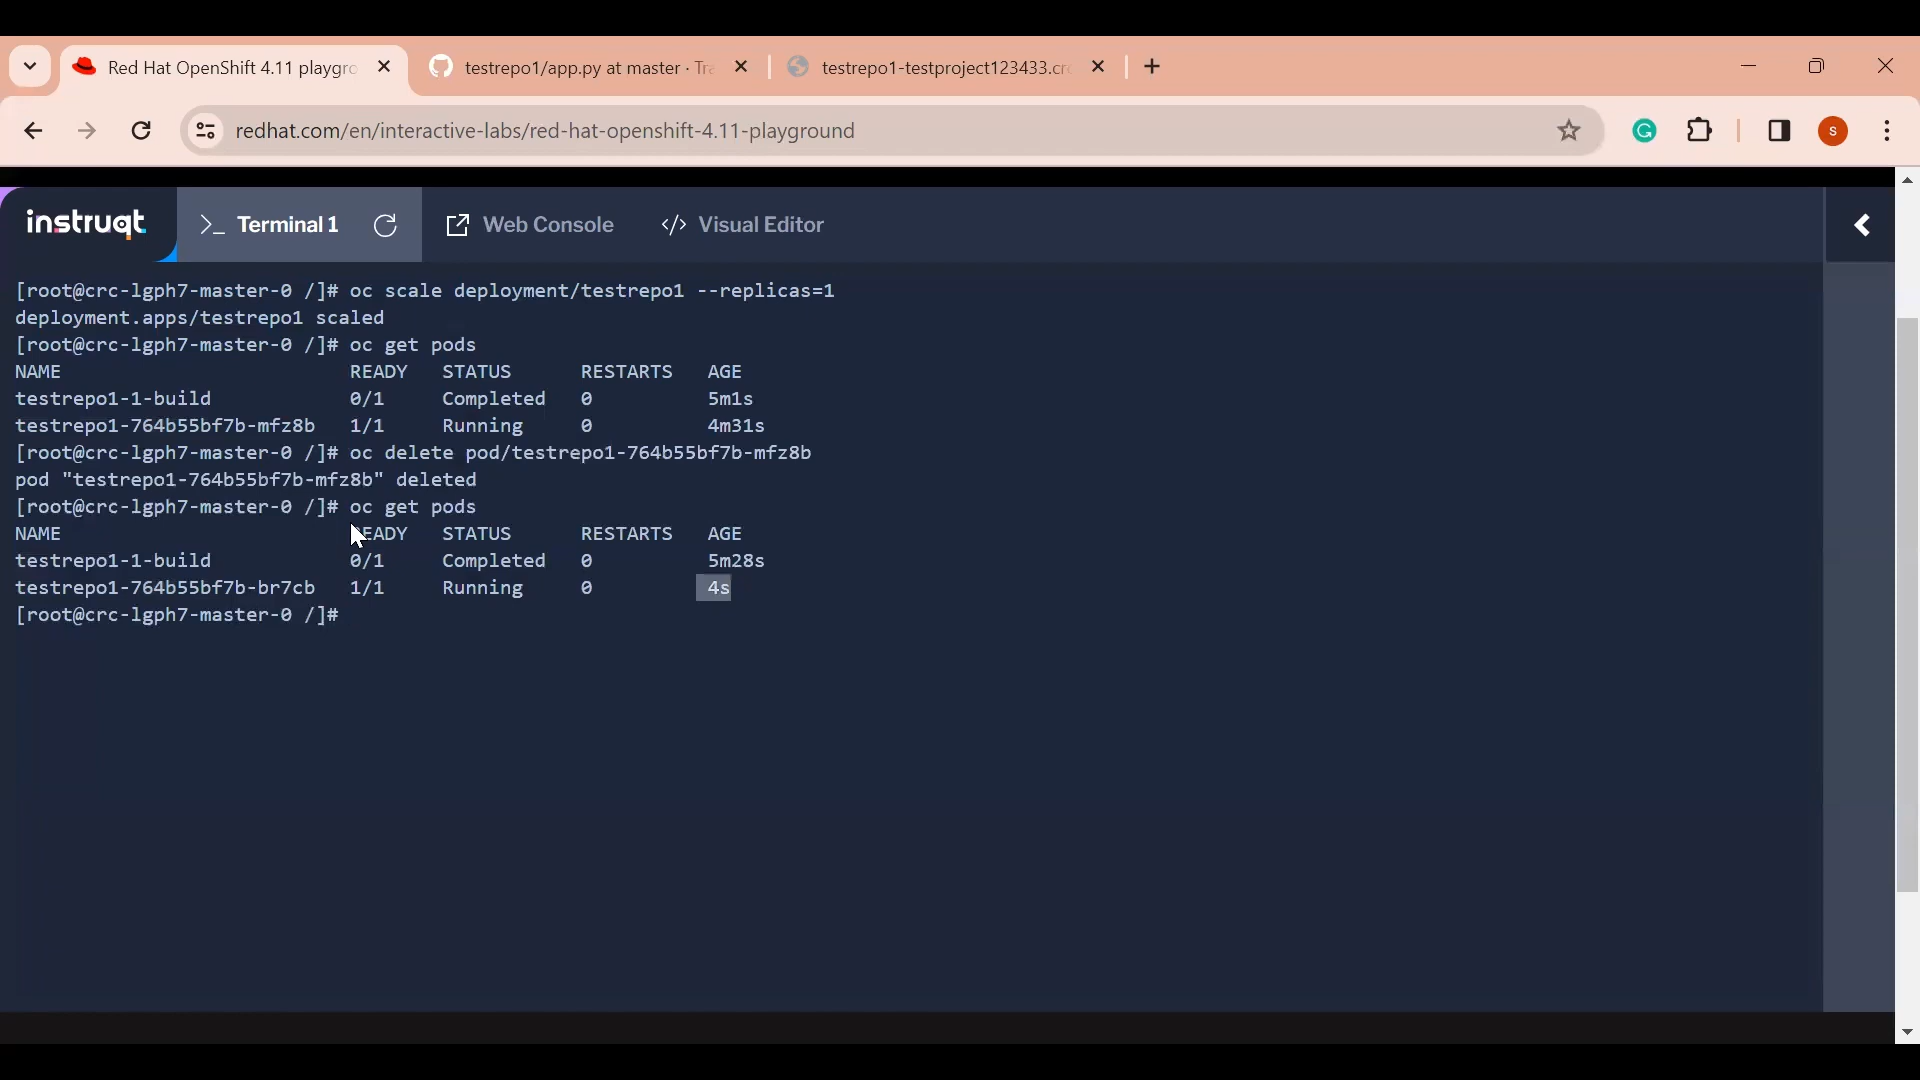 Red Hat OpenShift 4.11 playgro
testrepo1/app.py at master · Tra
testrepo1-testproject123433.crc
redhat.com/en/interactive-labs/red-hat-openshift-4.11-playground
s
instruqt
>_ Terminal 1
Web Console
</> Visual Editor
[root@crc-lgph7-master-0 /]# oc scale deployment/testrepo1 --replicas=1
deployment.apps/testrepo1 scaled
[root@crc-lgph7-master-0 /]# oc get pods
NAME READY STATUS RESTARTS AGE
testrepo1-1-build 0/1 Completed 0 5m1s
testrepo1-764b55bf7b-mfz8b 1/1 Running 0 4m31s
[root@crc-lgph7-master-0 /]# oc delete pod/testrepo1-764b55bf7b-mfz8b
pod "testrepo1-764b55bf7b-mfz8b" deleted
[root@crc-lgph7-master-0 /]# oc get pods
NAME READY STATUS RESTARTS AGE
testrepo1-1-build 0/1 Completed 0 5m28s
testrepo1-764b55bf7b-br7cb 1/1 Running 0 4s
[root@crc-lgph7-master-0 /]#